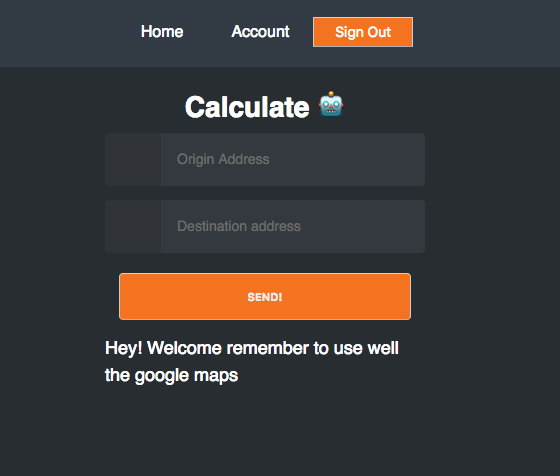 Home Account Sign Out
Calculate 🤖
Origin Address
Destination address
SEND!
Hey! Welcome remember to use well
the google maps